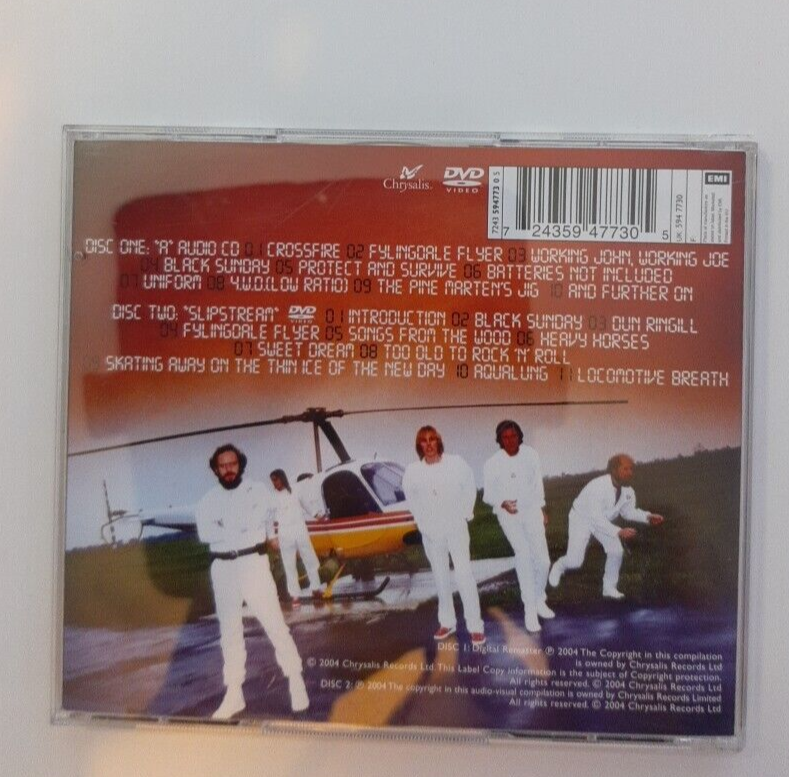 Chrysalis.
DVD
VIDEO
7243 594773 0 5
7 24359 47730 5
UK: 594 7730
F:
EMI
DISC ONE: "A" AUDIO CD 01 CROSSFIRE 02 FYLINGDALE FLYER 03 WORKING JOHN, WORKING JOE
04 BLACK SUNDAY 05 PROTECT AND SURVIVE 06 BATTERIES NOT INCLUDED
07 UNIFORM 08 4.W.D.(LOW RATIO) 09 THE PINE MARTEN'S JIG 10 AND FURTHER ON
DISC TWO: "SLIPSTREAM" DVD VIDEO 01 INTRODUCTION 02 BLACK SUNDAY 03 DUN RINGILL
04 FYLINGDALE FLYER 05 SONGS FROM THE WOOD 06 HEAVY HORSES
07 SWEET DREAM 08 TOO OLD TO ROCK 'N' ROLL
SKATING AWAY ON THE THIN ICE OF THE NEW DAY 10 AQUALUNG 11 LOCOMOTIVE BREATH
DISC 1: Digital Remaster ℗ 2004 The Copyright in this compilation
is owned by Chrysalis Records Ltd
© 2004 Chrysalis Records Ltd. This Label Copy information is the subject of Copyright protection.
All rights reserved. © 2004 Chrysalis Records Ltd
DISC 2: ℗ 2004 The copyright in this audio-visual compilation is owned by Chrysalis Records Limited
All rights reserved. © 2004 Chrysalis Records Ltd